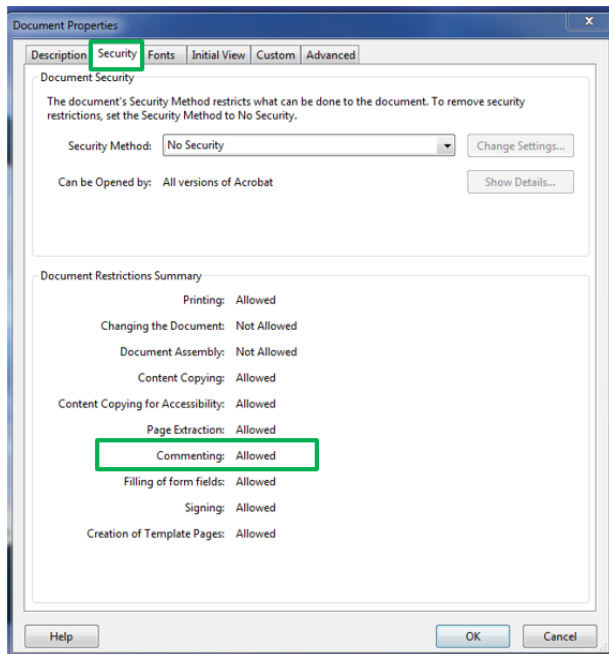 Document Properties
x
Description Security Fonts Initial View Custom Advanced
Document Security
The document's Security Method restricts what can be done to the document. To remove security
restrictions, set the Security Method to No Security.
Security Method: No Security Change Settings...
Can be Opened by: All versions of Acrobat Show Details...
Document Restrictions Summary
Printing: Allowed
Changing the Document: Not Allowed
Document Assembly: Not Allowed
Content Copying: Allowed
Content Copying for Accessibility: Allowed
Page Extraction: Allowed
Commenting: Allowed
Filling of form fields: Allowed
Signing: Allowed
Creation of Template Pages: Allowed
Help OK Cancel